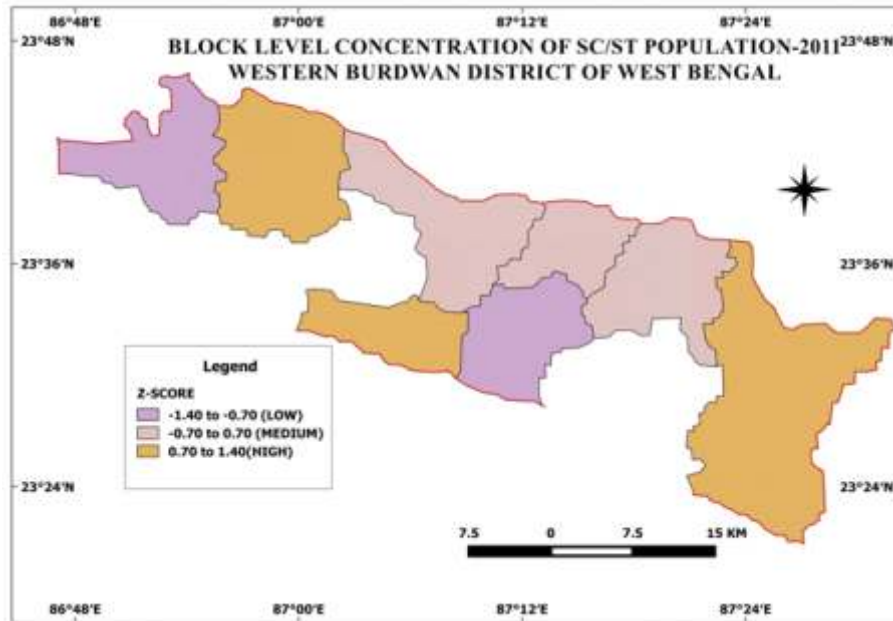 86°48'E 87°00'E 87°12'E 87°24'E
23°48'N 23°48'N
BLOCK LEVEL CONCENTRATION OF SC/ST POPULATION-2011
WESTERN BURDWAN DISTRICT OF WEST BENGAL
23°36'N 23°36'N
Legend
Z-SCORE
-1.40 to -0.70 (LOW)
-0.70 to 0.70 (MEDIUM)
0.70 to 1.40(HIGH)
23°24'N 23°24'N
7.5 0 7.5 15 KM
86°48'E 87°00'E 87°12'E 87°24'E